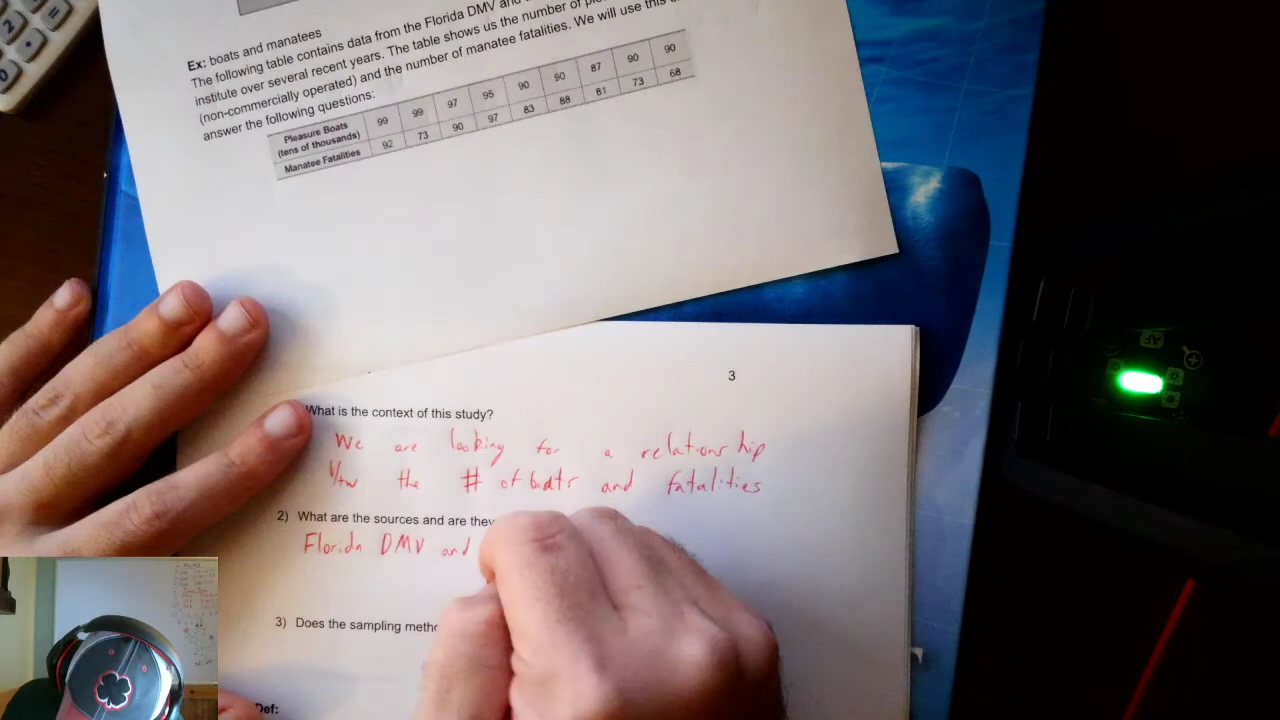 Ex: boats and manatees
The following table contains data from the Florida DMV and
institute over several recent years. The table shows us the number of
(non-commercially operated) and the number of manatee fatalities. We will use this
answer the following questions:
Pleasure Boats (tens of thousands) 99 99 97 95 90 90 87 90 90
Manatee Fatalities 92 73 90 97 83 88 81 73 68
3
What is the context of this study?
We are looking for a relationship
b/tw the # of boats and fatalities
2) What are the sources and are they
Florida DMV and
3) Does the sampling
Def:
AF